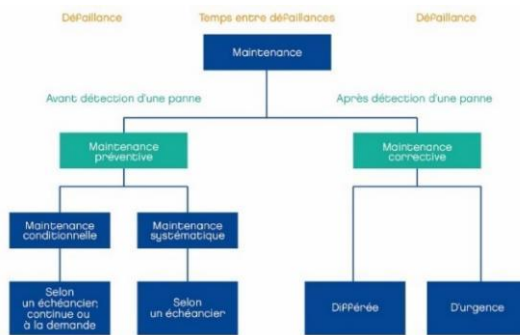 Défaillance
Temps entre défaillances
Défaillance
Maintenance
Avant détection d'une panne
Après détection d'une panne
Maintenance
préventive
Maintenance
corrective
Maintenance
conditionnelle
Maintenance
systématique
Selon
un échéancier,
continue ou
à la demande
Selon
un échéancier
Différée
D'urgence